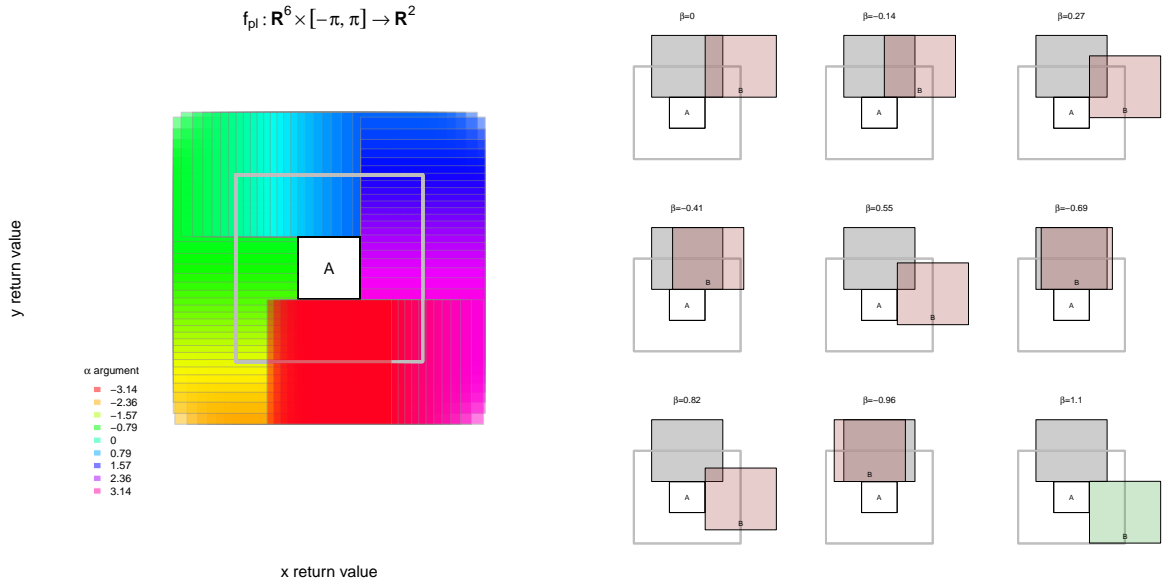 f_pl : R^6 × [−π, π] → R^2
A
y return value
x return value
α argument
−3.14
−2.36
−1.57
−0.79
0
0.79
1.57
2.36
3.14
β=0
B
A
β=−0.14
B
A
β=0.27
B
A
β=−0.41
B
A
β=0.55
B
A
β=−0.69
B
A
β=0.82
B
A
β=−0.96
B
A
β=1.1
B
A